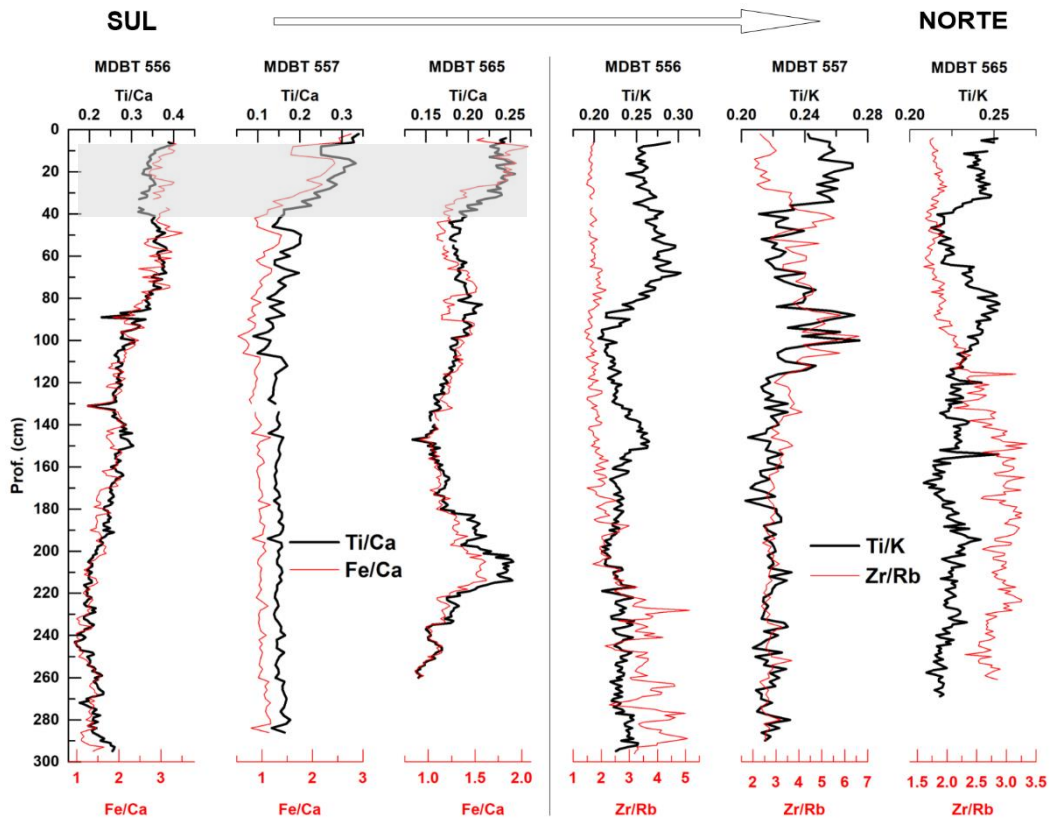 SUL NORTE
MDBT 556 MDBT 557 MDBT 565 MDBT 556 MDBT 557 MDBT 565
Ti/Ca Ti/Ca Ti/Ca Ti/K Ti/K Ti/K
0.2 0.3 0.4 0.1 0.2 0.3 0.15 0.20 0.25 0.20 0.25 0.30 0.20 0.24 0.28 0.20 0.25
0
20
40
60
80
100
120
140
160
180
200
220
240
260
280
300
Prof. (cm)
Ti/Ca
Fe/Ca
Ti/K
Zr/Rb
1 2 3 1 2 3 1.0 1.5 2.0 1 2 3 4 5 2 3 4 5 6 7 1.5 2.0 2.5 3.0 3.5
Fe/Ca Fe/Ca Fe/Ca Zr/Rb Zr/Rb Zr/Rb